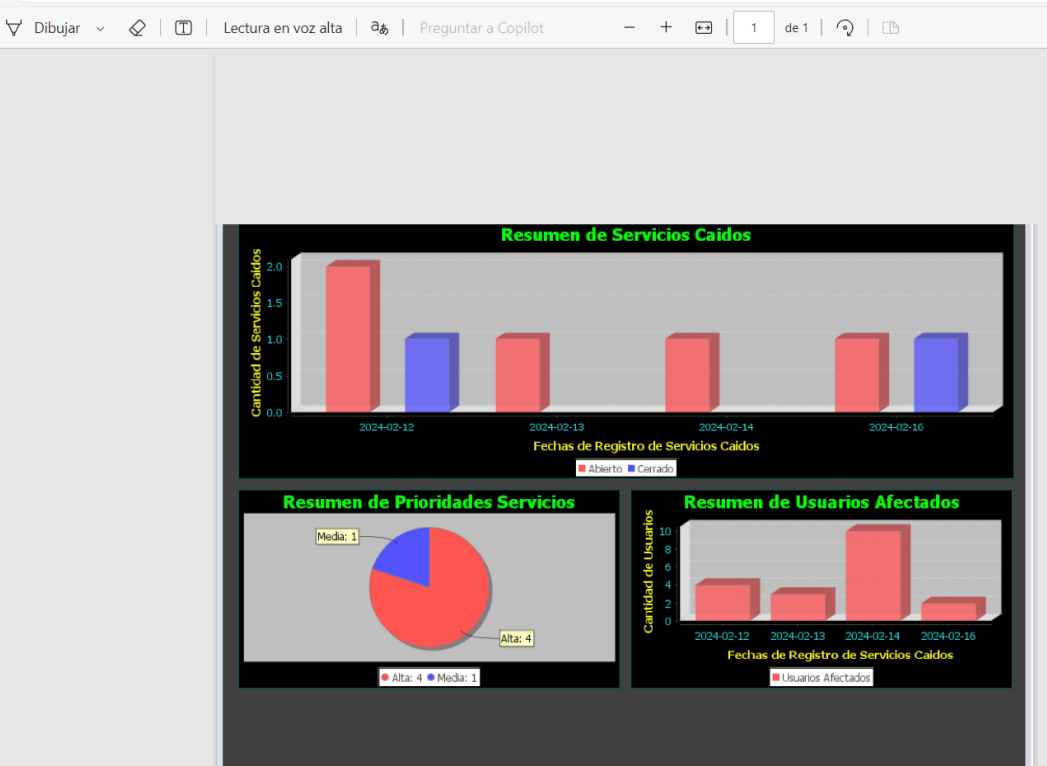 Dibujar
Lectura en voz alta
aあ
Preguntar a Copilot
1
de 1
Resumen de Servicios Caidos
Cantidad de Servicios Caidos
2.0
1.5
1.0
0.5
0.0
2024-02-12
2024-02-13
2024-02-14
2024-02-16
Fechas de Registro de Servicios Caidos
Abierto
Cerrado
Resumen de Prioridades Servicios
Media: 1
Alta: 4
Alta: 4
Media: 1
Resumen de Usuarios Afectados
Cantidad de Usuarios
10
8
6
4
2
0
2024-02-12
2024-02-13
2024-02-14
2024-02-16
Fechas de Registro de Servicios Caidos
Usuarios Afectados